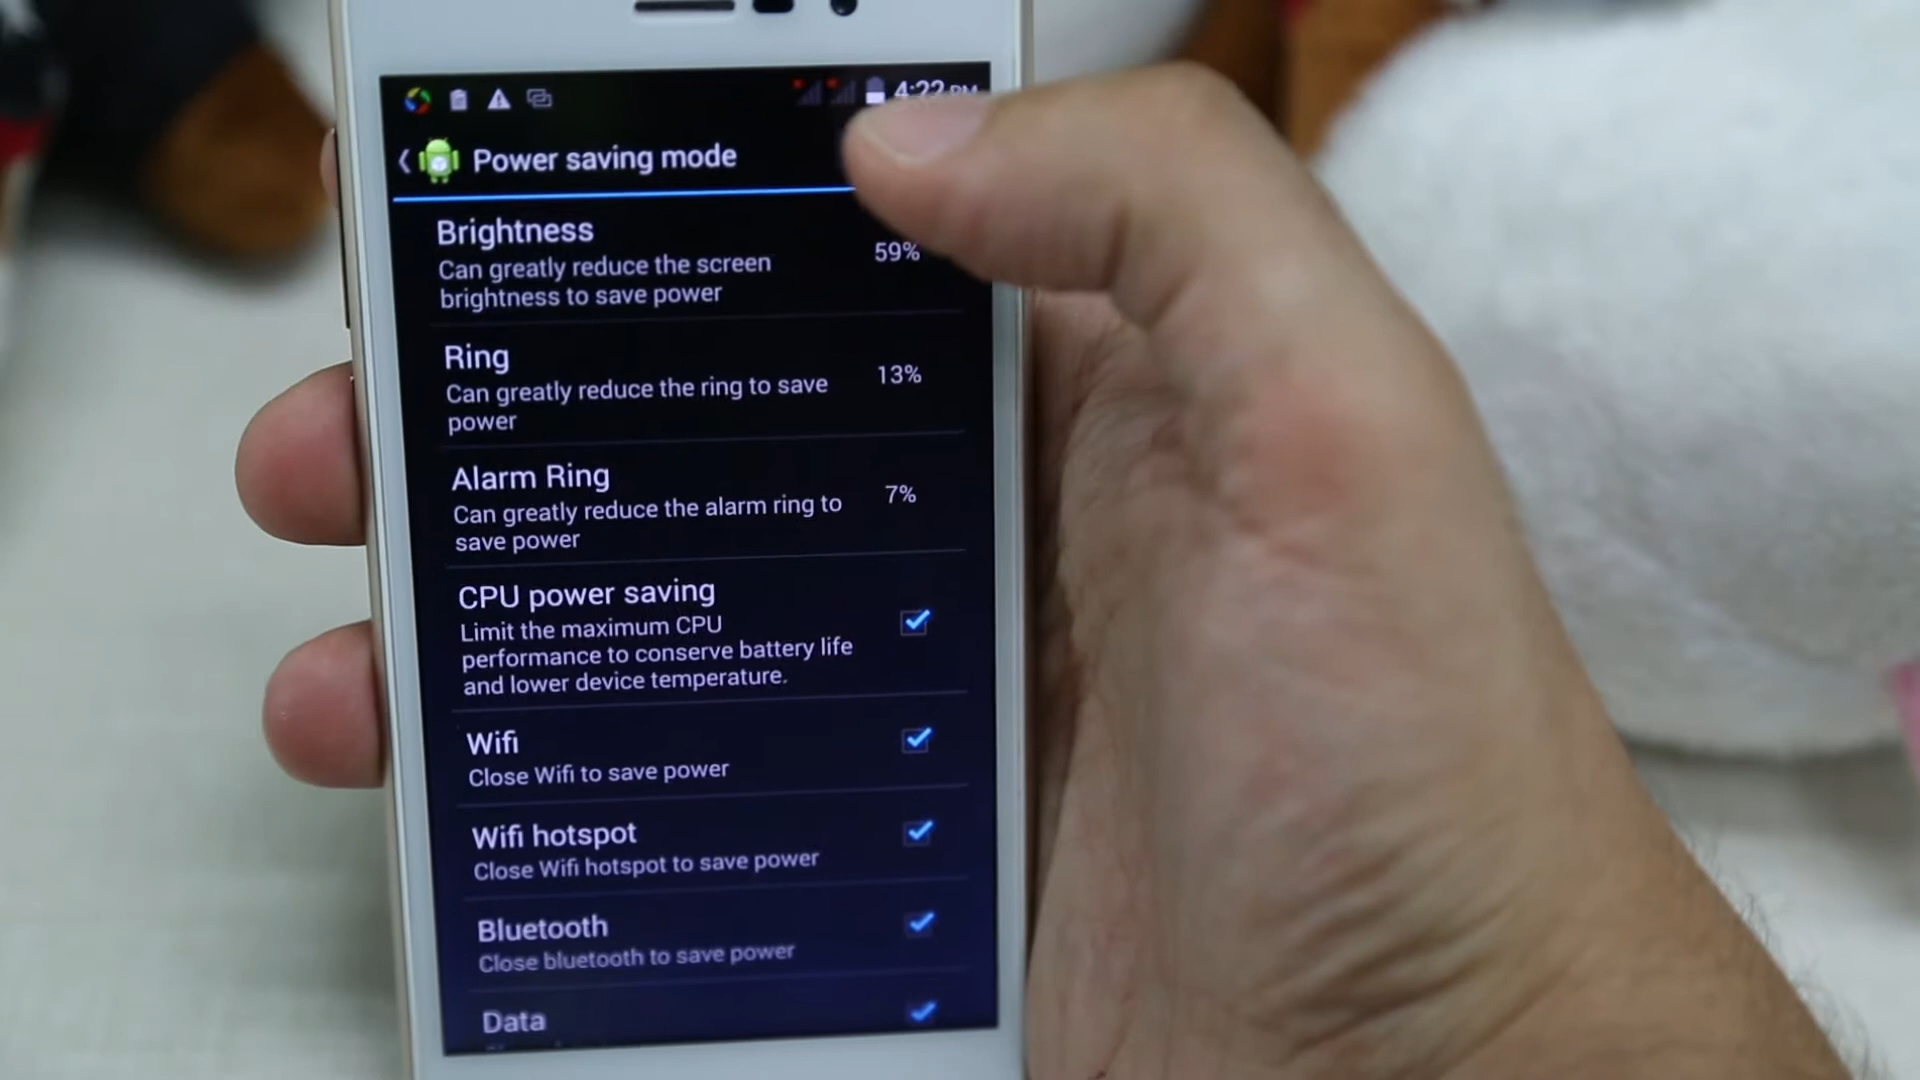 4:22 PM
Power saving mode
Brightness
Can greatly reduce the screen
brightness to save power
59%
Ring
Can greatly reduce the ring to save
power
13%
Alarm Ring
Can greatly reduce the alarm ring to
save power
7%
CPU power saving
Limit the maximum CPU
performance to conserve battery life
and lower device temperature.
Wifi
Close Wifi to save power
Wifi hotspot
Close Wifi hotspot to save power
Bluetooth
Close bluetooth to save power
Data